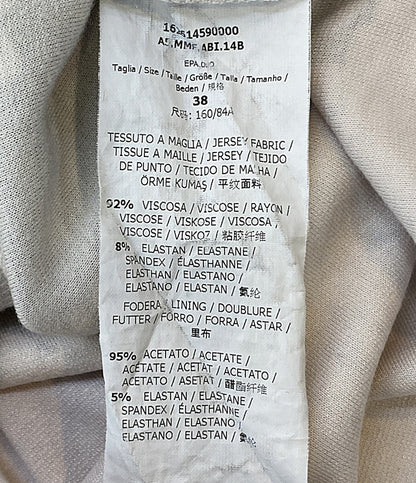 14590000
Taglia / Size / Taille / Größe / Talla / Tamanho /
Beden / 规格
38
尺码: 160/84A
TESSUTO A MAGLIA / JERSEY FABRIC /
TISSUE A MAILLE / JERSEY / TEJIDO
DE PUNTO / TECIDO DE MALHA /
ÖRME KUMAŞ / 平纹面料
92% VISCOSA / VISCOSE / RAYON /
VISCOSE / VISKOSE / VISCOSA /
VISCOSE / VISKOZ / 粘胶纤维
8% ELASTAN / ELASTANE /
SPANDEX / ÉLASTHANNE /
ELASTHAN / ELASTANO /
ELASTANO / ELASTAN / 氨纶
FODERA / LINING / DOUBLURE /
FUTTER / FORRO / FORRA / ASTAR /
里布
95% ACETATO / ACETATE /
ACÉTATE / ACETAT / ACETATO /
ACETATO / ASETAT / 醋酯纤维
5% ELASTAN / ELASTANE /
SPANDEX / ÉLASTHANNE /
ELASTHAN / ELASTANO /
ELASTANO / ELASTAN /